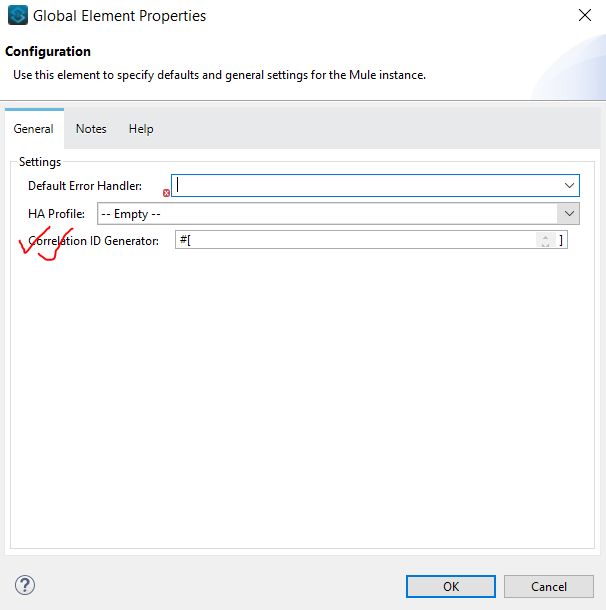 Global Element Properties
Configuration
Use this element to specify defaults and general settings for the Mule instance.
General Notes Help
Settings
Default Error Handler:
HA Profile: -- Empty --
Correlation ID Generator: #[ ]
? OK Cancel